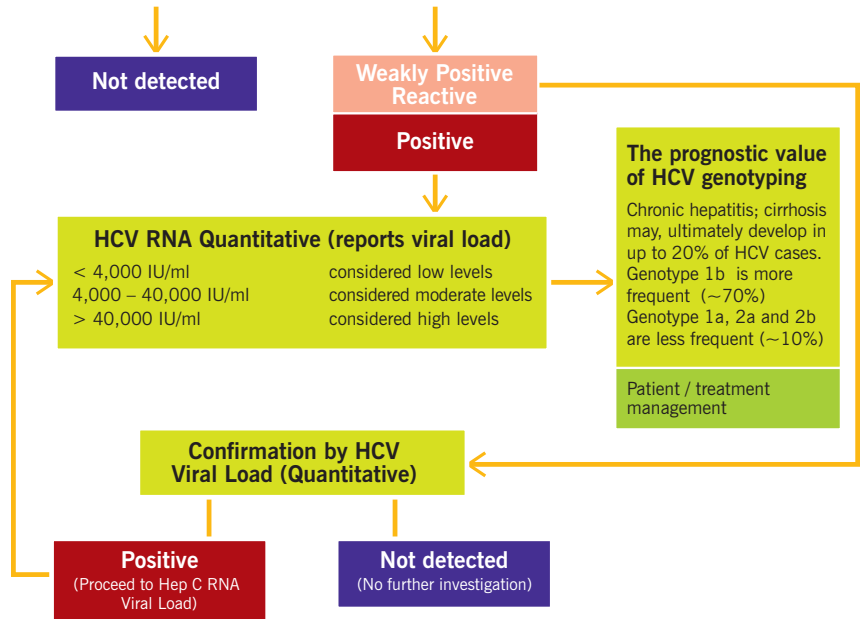 Not detected
Weakly Positive
Reactive
Positive
HCV RNA Quantitative (reports viral load)
< 4,000 IU/ml considered low levels
4,000 – 40,000 IU/ml considered moderate levels
> 40,000 IU/ml considered high levels
The prognostic value
of HCV genotyping
Chronic hepatitis; cirrhosis
may, ultimately develop in
up to 20% of HCV cases.
Genotype 1b is more
frequent (~70%)
Genotype 1a, 2a and 2b
are less frequent (~10%)
Patient / treatment
management
Confirmation by HCV
Viral Load (Quantitative)
Positive
(Proceed to Hep C RNA
Viral Load)
Not detected
(No further investigation)